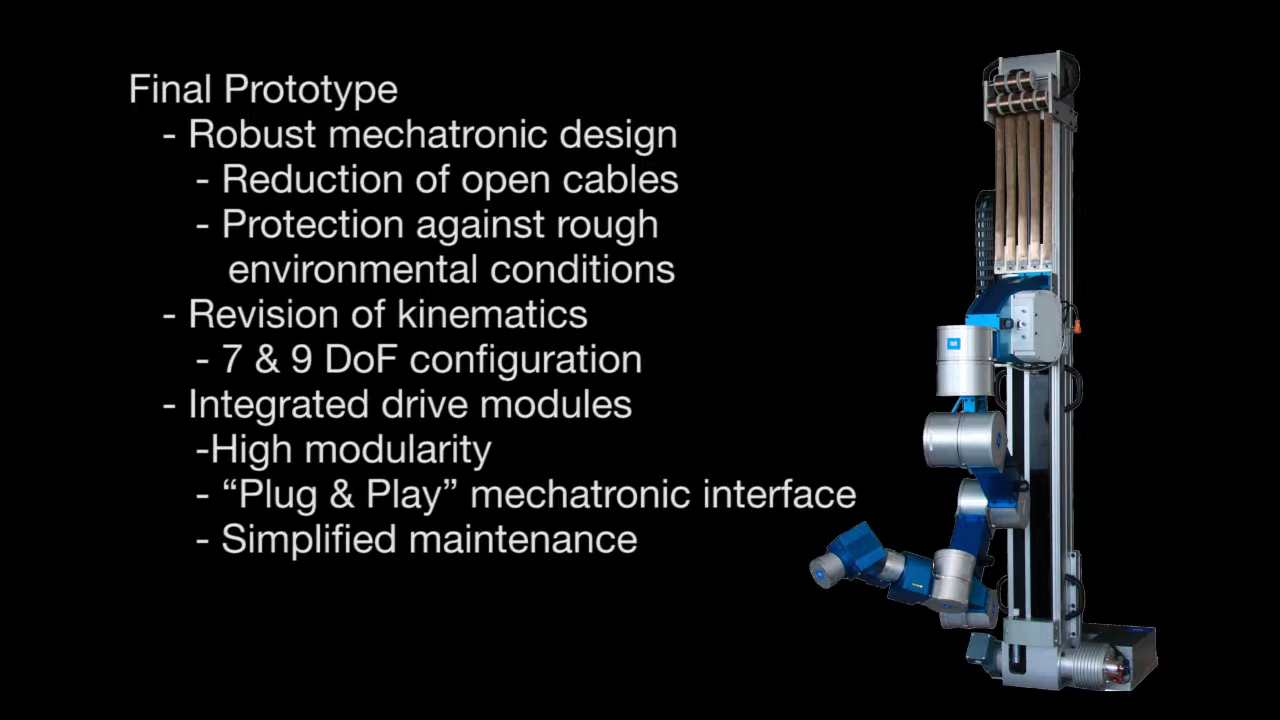 Final Prototype
- Robust mechatronic design
- Reduction of open cables
- Protection against rough
environmental conditions
- Revision of kinematics
- 7 & 9 DoF configuration
- Integrated drive modules
-High modularity
- “Plug & Play” mechatronic interface
- Simplified maintenance